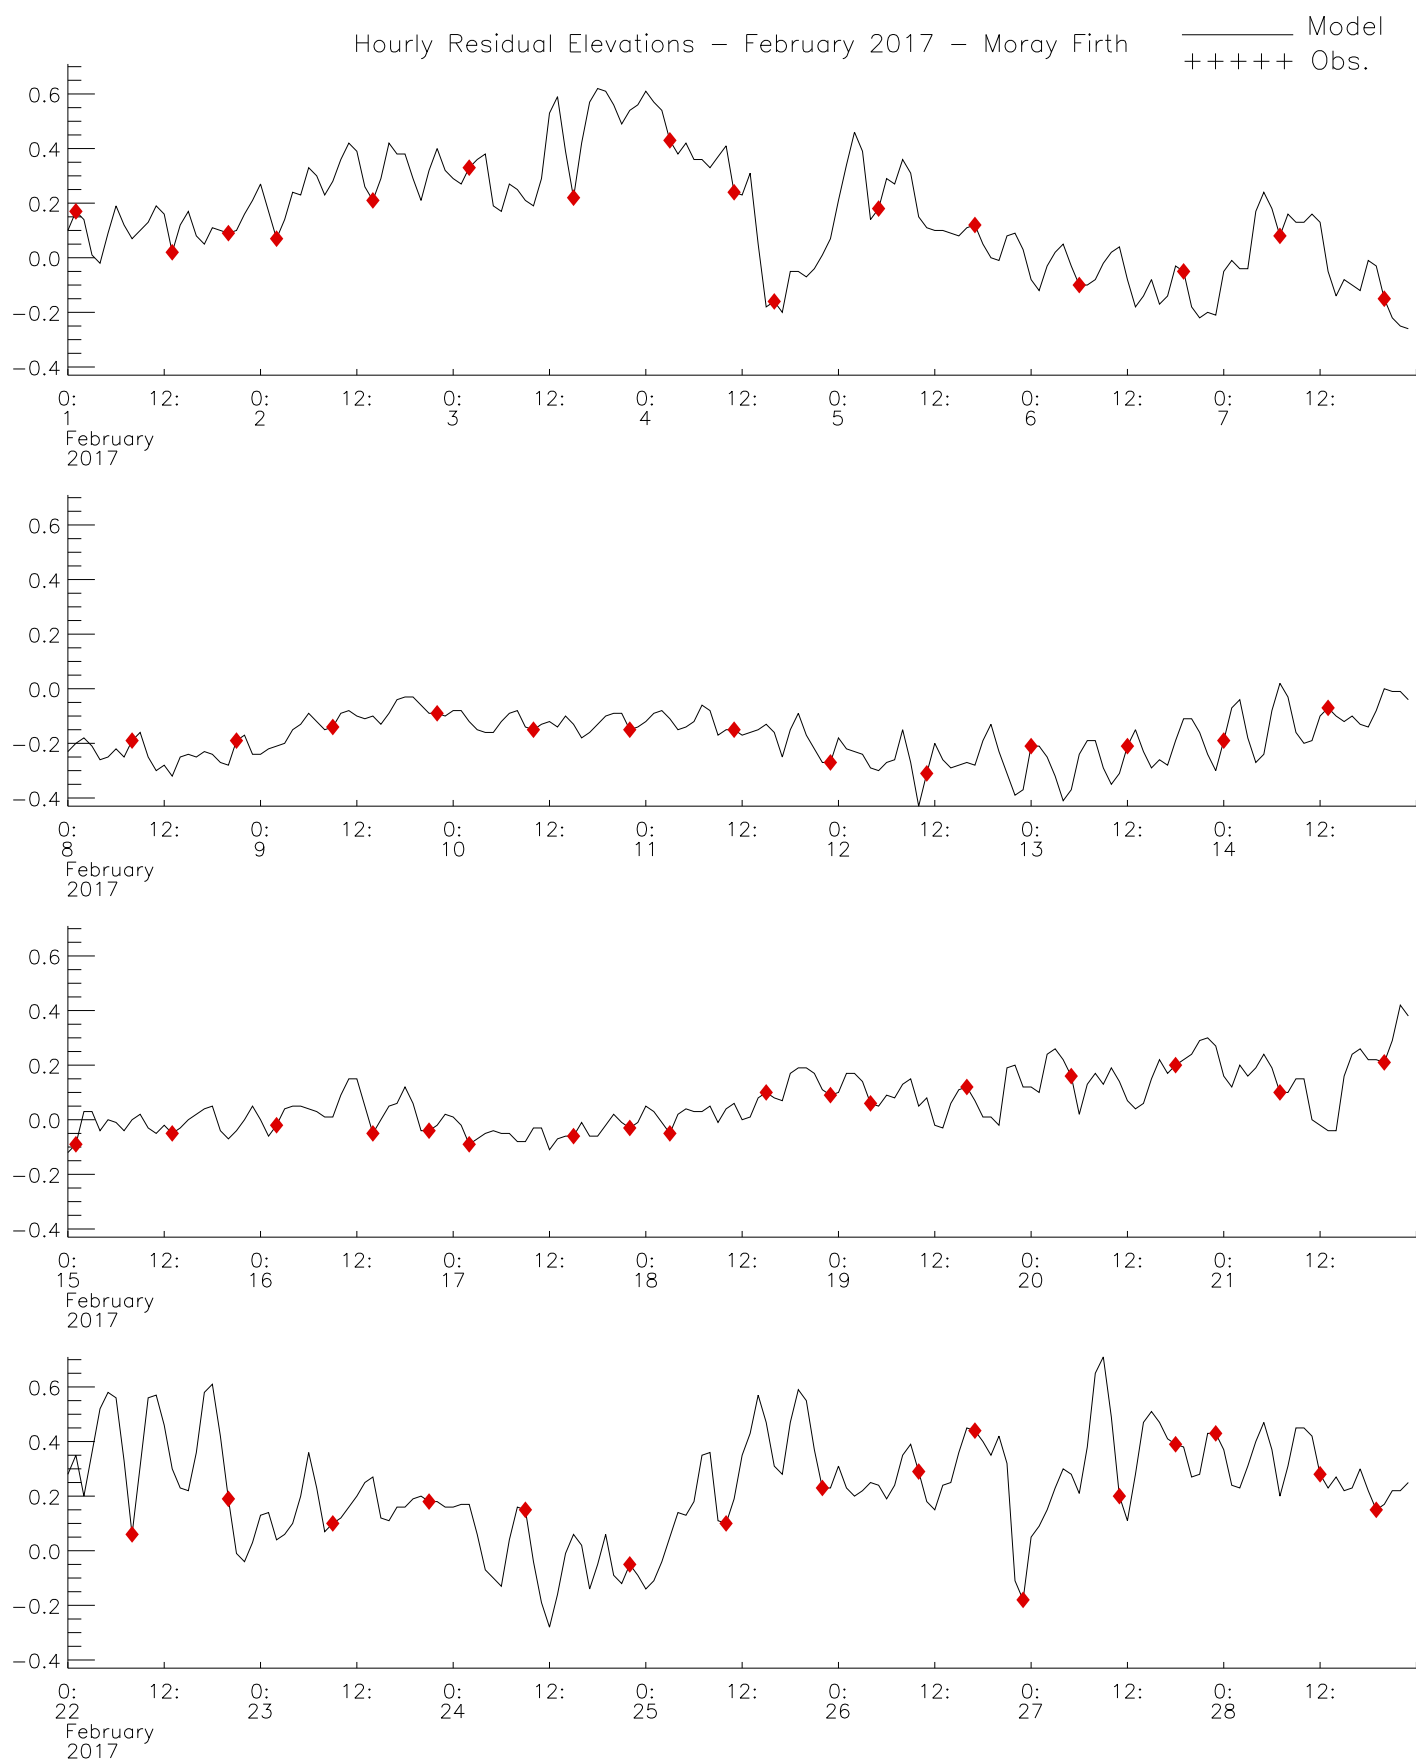 Hourly Residual Elevations – February 2017 – Moray Firth
Model
+++++ Obs.
0.6
0.4
0.2
0.0
−0.2
−0.4
0: 12: 0: 12: 0: 12: 0: 12: 0: 12: 0: 12: 0: 12:
1 2 3 4 5 6 7
February
2017
0.6
0.4
0.2
0.0
−0.2
−0.4
0: 12: 0: 12: 0: 12: 0: 12: 0: 12: 0: 12: 0: 12:
8 9 10 11 12 13 14
February
2017
0.6
0.4
0.2
0.0
−0.2
−0.4
0: 12: 0: 12: 0: 12: 0: 12: 0: 12: 0: 12: 0: 12:
15 16 17 18 19 20 21
February
2017
0.6
0.4
0.2
0.0
−0.2
−0.4
0: 12: 0: 12: 0: 12: 0: 12: 0: 12: 0: 12: 0: 12:
22 23 24 25 26 27 28
February
2017